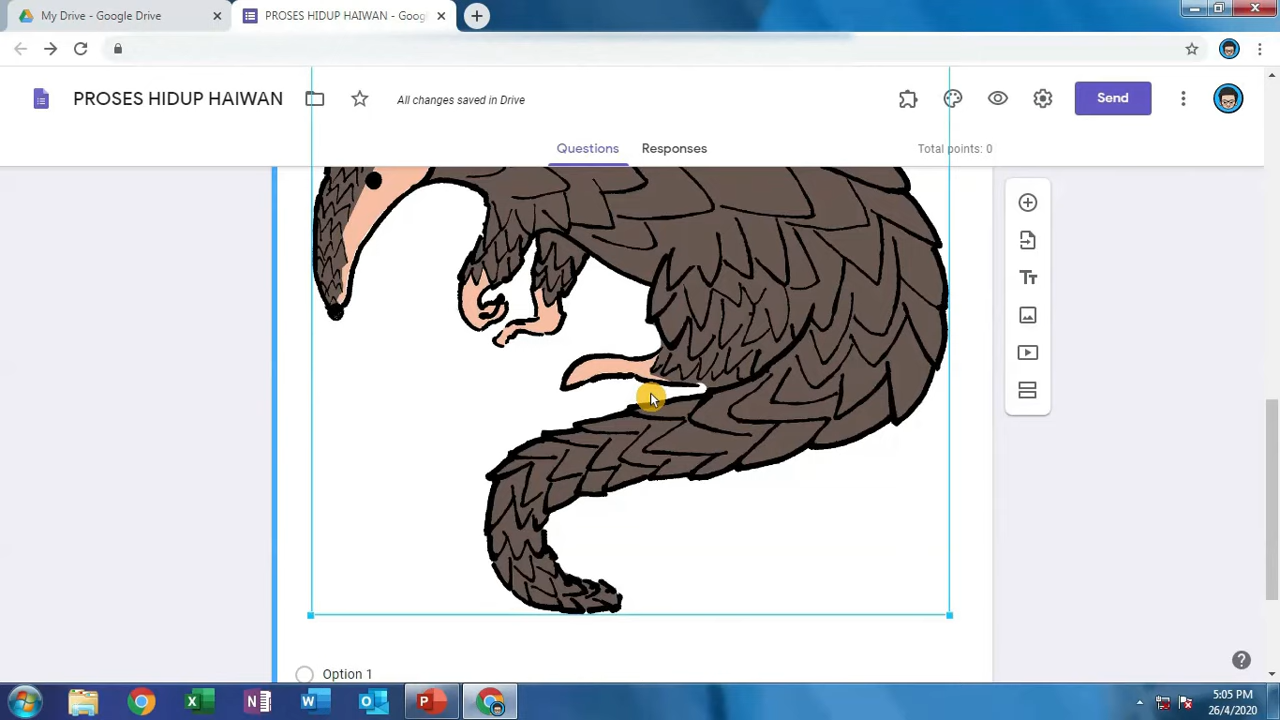 My Drive - Google Drive
PROSES HIDUP HAIWAN - Goog
PROSES HIDUP HAIWAN
All changes saved in Drive
Send
Questions
Responses
Total points: 0
Option 1
5:05 PM
26/4/2020